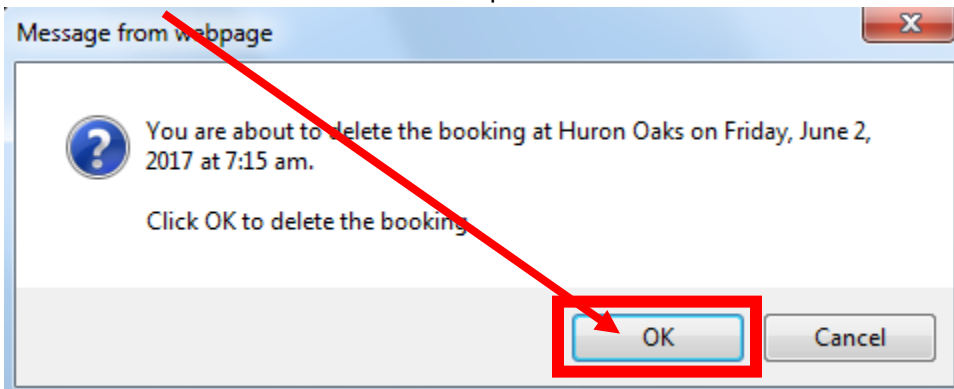 Message from webpage
X
You are about to delete the booking at Huron Oaks on Friday, June 2,
2017 at 7:15 am.
Click OK to delete the booking
OK
Cancel